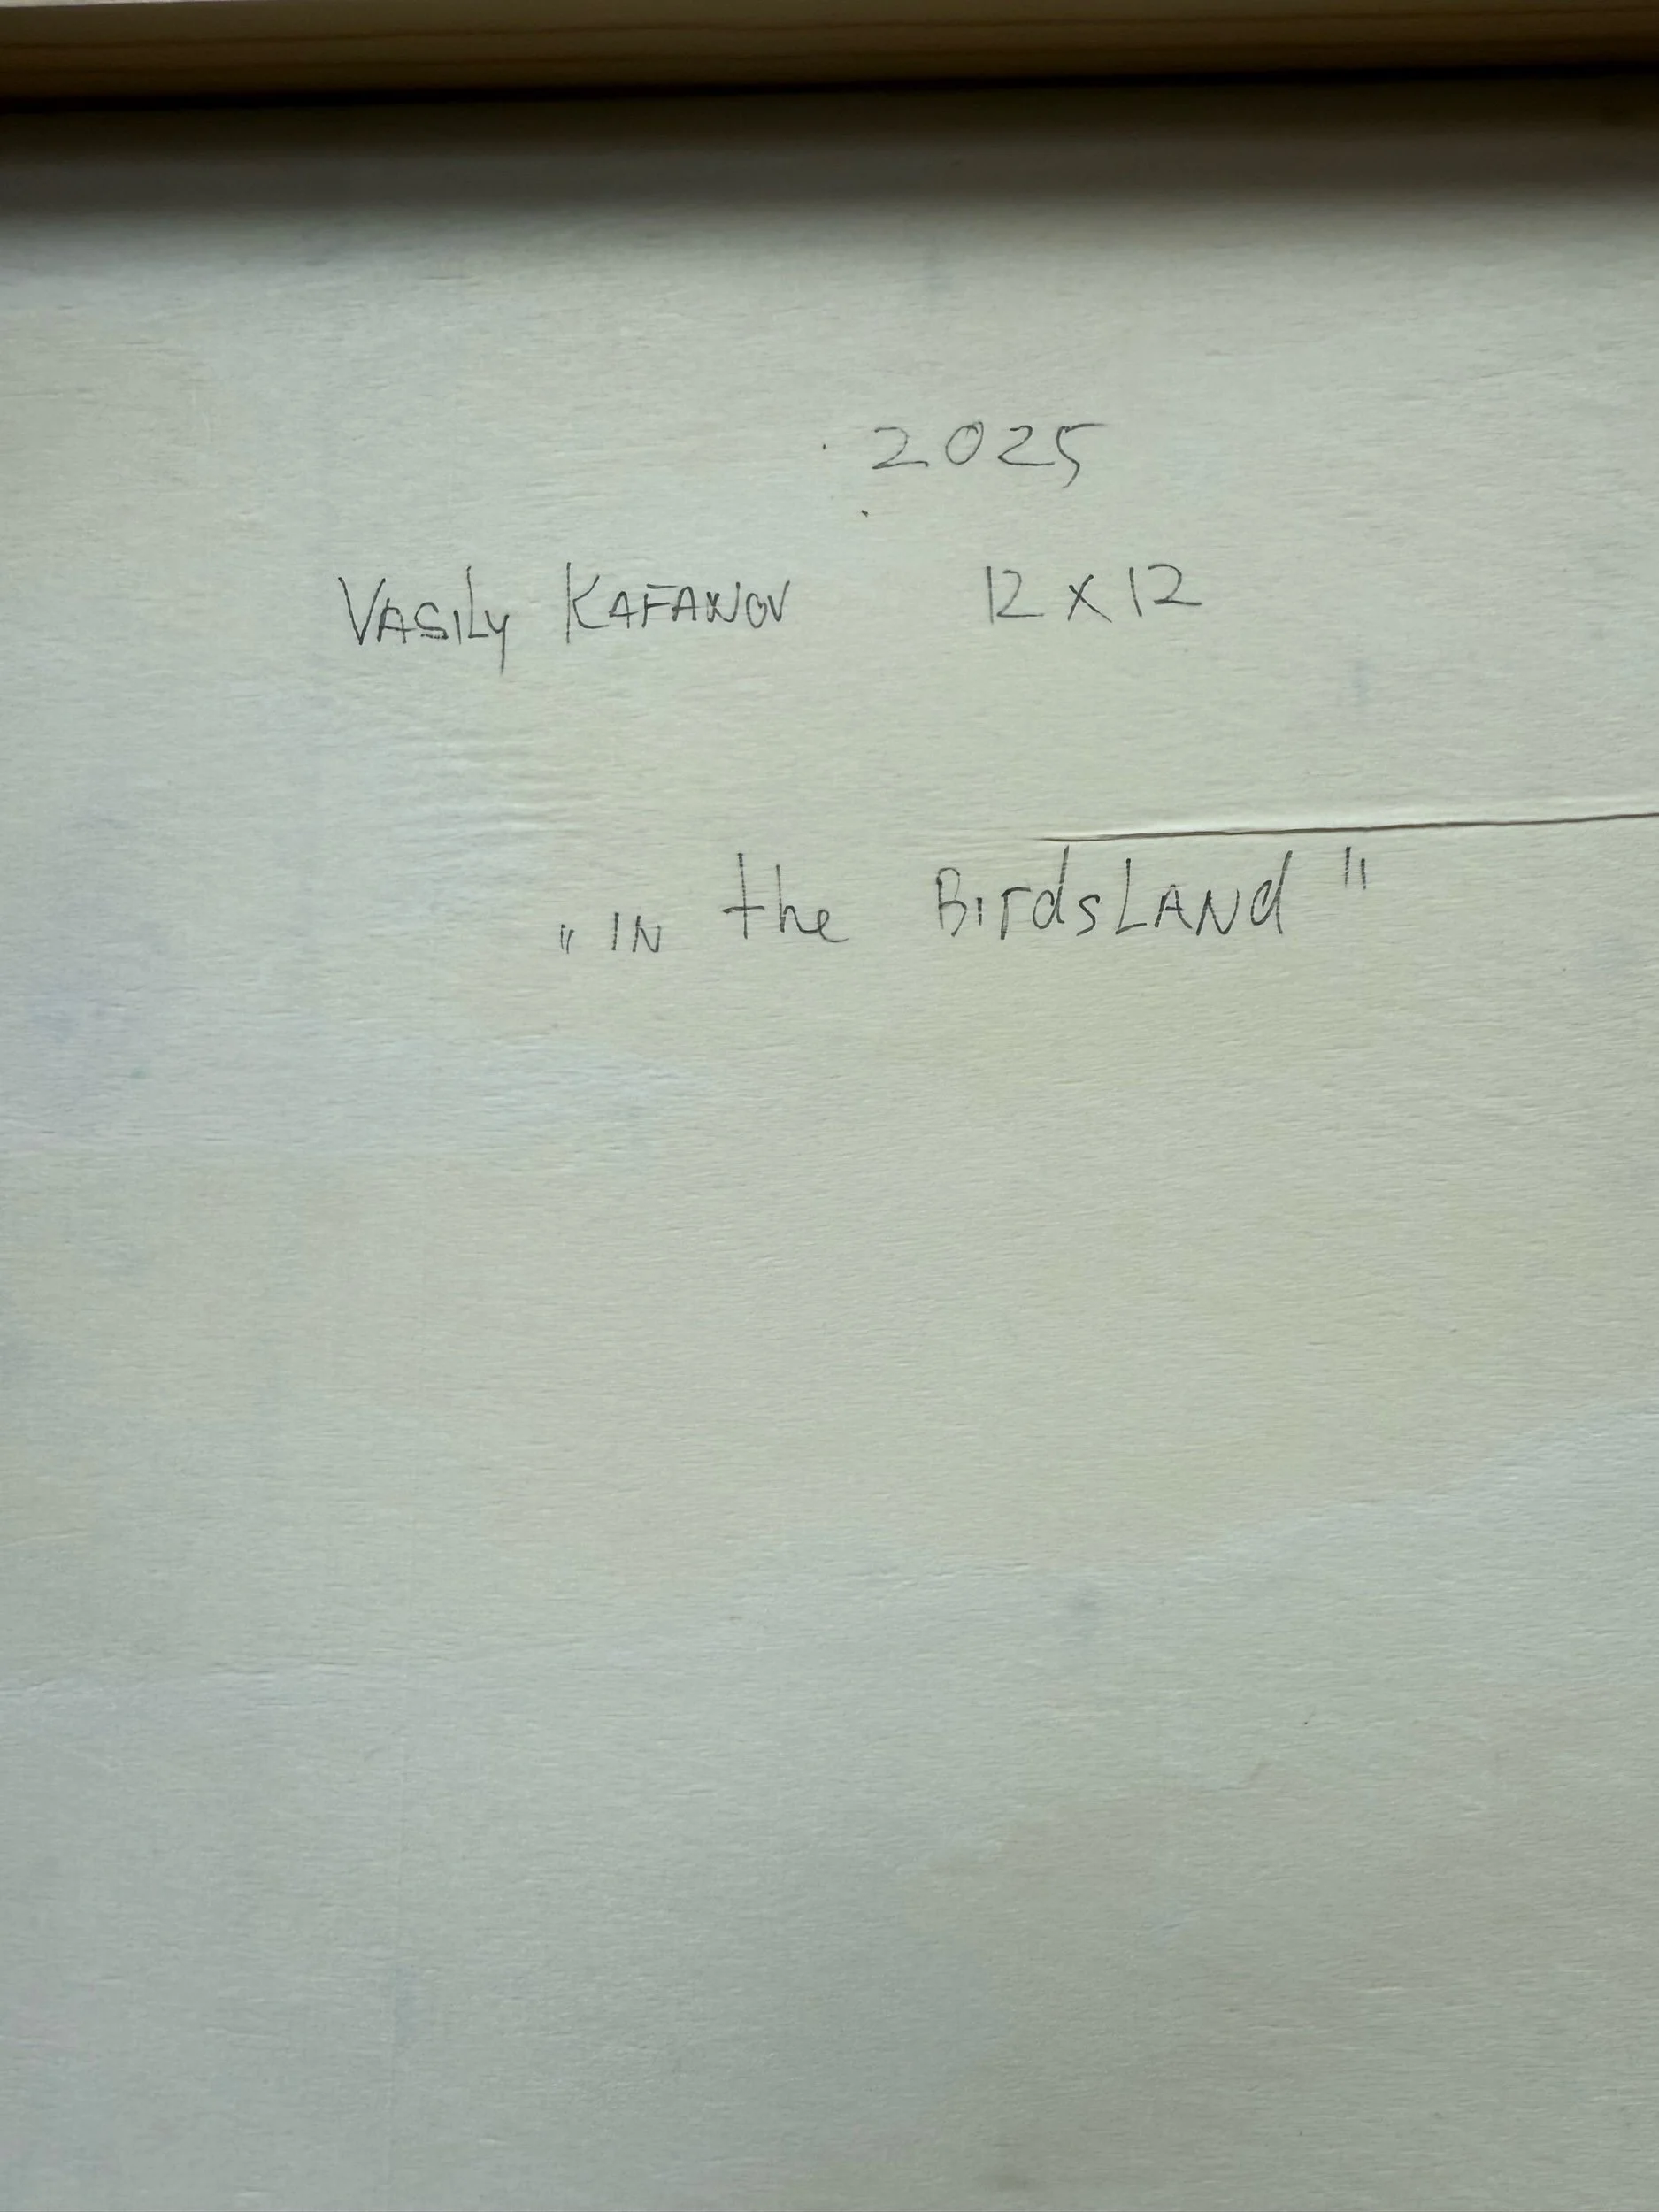 2025
VASILY KAFANOV 12 x 12
„IN the BirdsLANd"